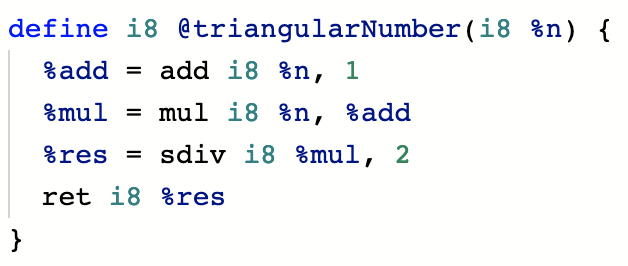 define i8 @triangularNumber(i8 %n) {
  %add = add i8 %n, 1
  %mul = mul i8 %n, %add
  %res = sdiv i8 %mul, 2
  ret i8 %res
}